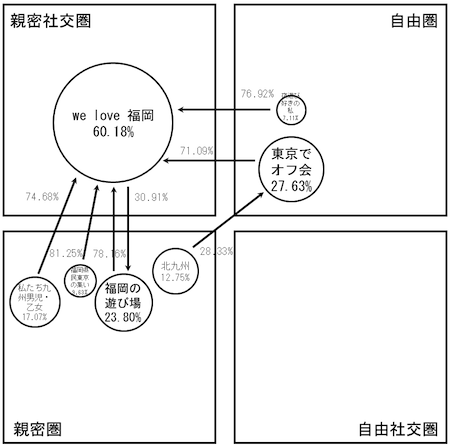 親密社交圏
自由圏
we love 福岡
60.18%
76.92%
好きの
私
7.11%
71.09%
東京で
オフ会
27.63%
74.68%
30.91%
81.25%
78.16%
28.33%
北九州
12.75%
私たち九
州男児・
乙女
17.07%
福岡県
民東京
の集い
福岡の
遊び場
23.80%
親密圏
自由社交圏